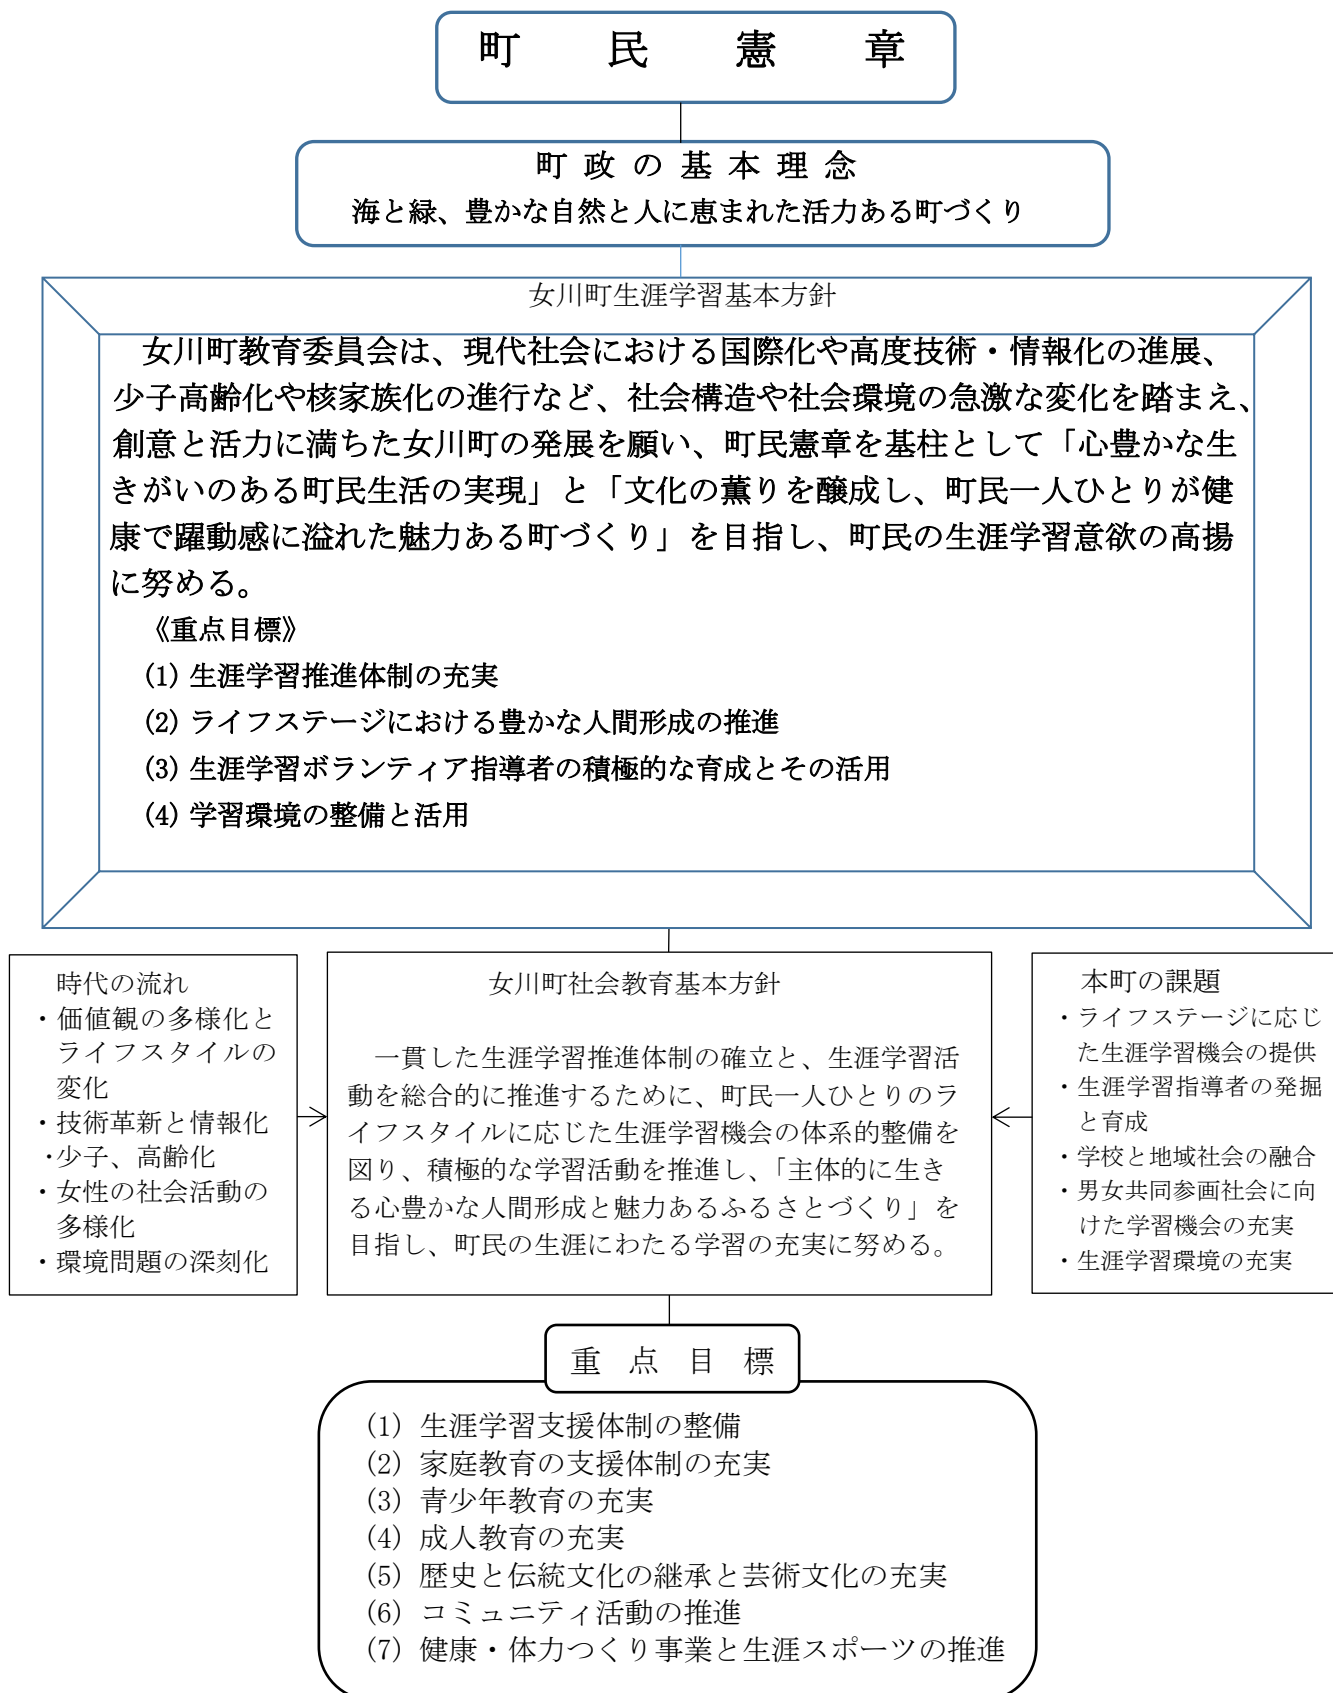 町　民　憲　章
町政の基本理念
海と緑、豊かな自然と人に恵まれた活力ある町づくり
女川町生涯学習基本方針
女川町教育委員会は、現代社会における国際化や高度技術・情報化の進展、
少子高齢化や核家族化の進行など、社会構造や社会環境の急激な変化を踏まえ、
創意と活力に満ちた女川町の発展を願い、町民憲章を基柱として「心豊かな生
きがいのある町民生活の実現」と「文化の薫りを醸成し、町民一人ひとりが健
康で躍動感に溢れた魅力ある町づくり」を目指し、町民の生涯学習意欲の高揚
に努める。
《重点目標》
(1) 生涯学習推進体制の充実
(2) ライフステージにおける豊かな人間形成の推進
(3) 生涯学習ボランティア指導者の積極的な育成とその活用
(4) 学習環境の整備と活用
時代の流れ
・価値観の多様化と
ライフスタイルの
変化
・技術革新と情報化
・少子、高齢化
・女性の社会活動の
多様化
・環境問題の深刻化
女川町社会教育基本方針
一貫した生涯学習推進体制の確立と、生涯学習活
動を総合的に推進するために、町民一人ひとりのラ
イフスタイルに応じた生涯学習機会の体系的整備を
図り、積極的な学習活動を推進し、「主体的に生き
る心豊かな人間形成と魅力あるふるさとづくり」を
目指し、町民の生涯にわたる学習の充実に努める。
本町の課題
・ライフステージに応じ
た生涯学習機会の提供
・生涯学習指導者の発掘
と育成
・学校と地域社会の融合
・男女共同参画社会に向
けた学習機会の充実
・生涯学習環境の充実
重　点　目　標
(1) 生涯学習支援体制の整備
(2) 家庭教育の支援体制の充実
(3) 青少年教育の充実
(4) 成人教育の充実
(5) 歴史と伝統文化の継承と芸術文化の充実
(6) コミュニティ活動の推進
(7) 健康・体力つくり事業と生涯スポーツの推進